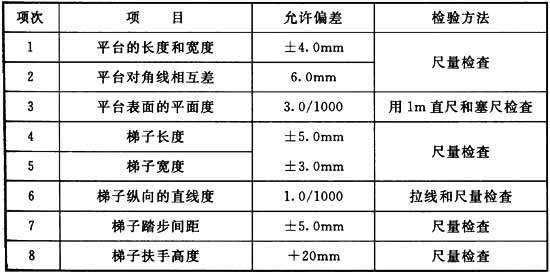 项次 项 目 允许偏差 检验方法
1 平台的长度和宽度 ±4.0mm 尺量检查
2 平台对角线相互差 6.0mm
3 平台表面的平面度 3.0/1000 用1m直尺和塞尺检查
4 梯子长度 ±5.0mm 尺量检查
5 梯子宽度 ±3.0mm
6 梯子纵向的直线度 1.0/1000 拉线和尺量检查
7 梯子踏步间距 ±5.0mm 尺量检查
8 梯子扶手高度 +20mm 尺量检查